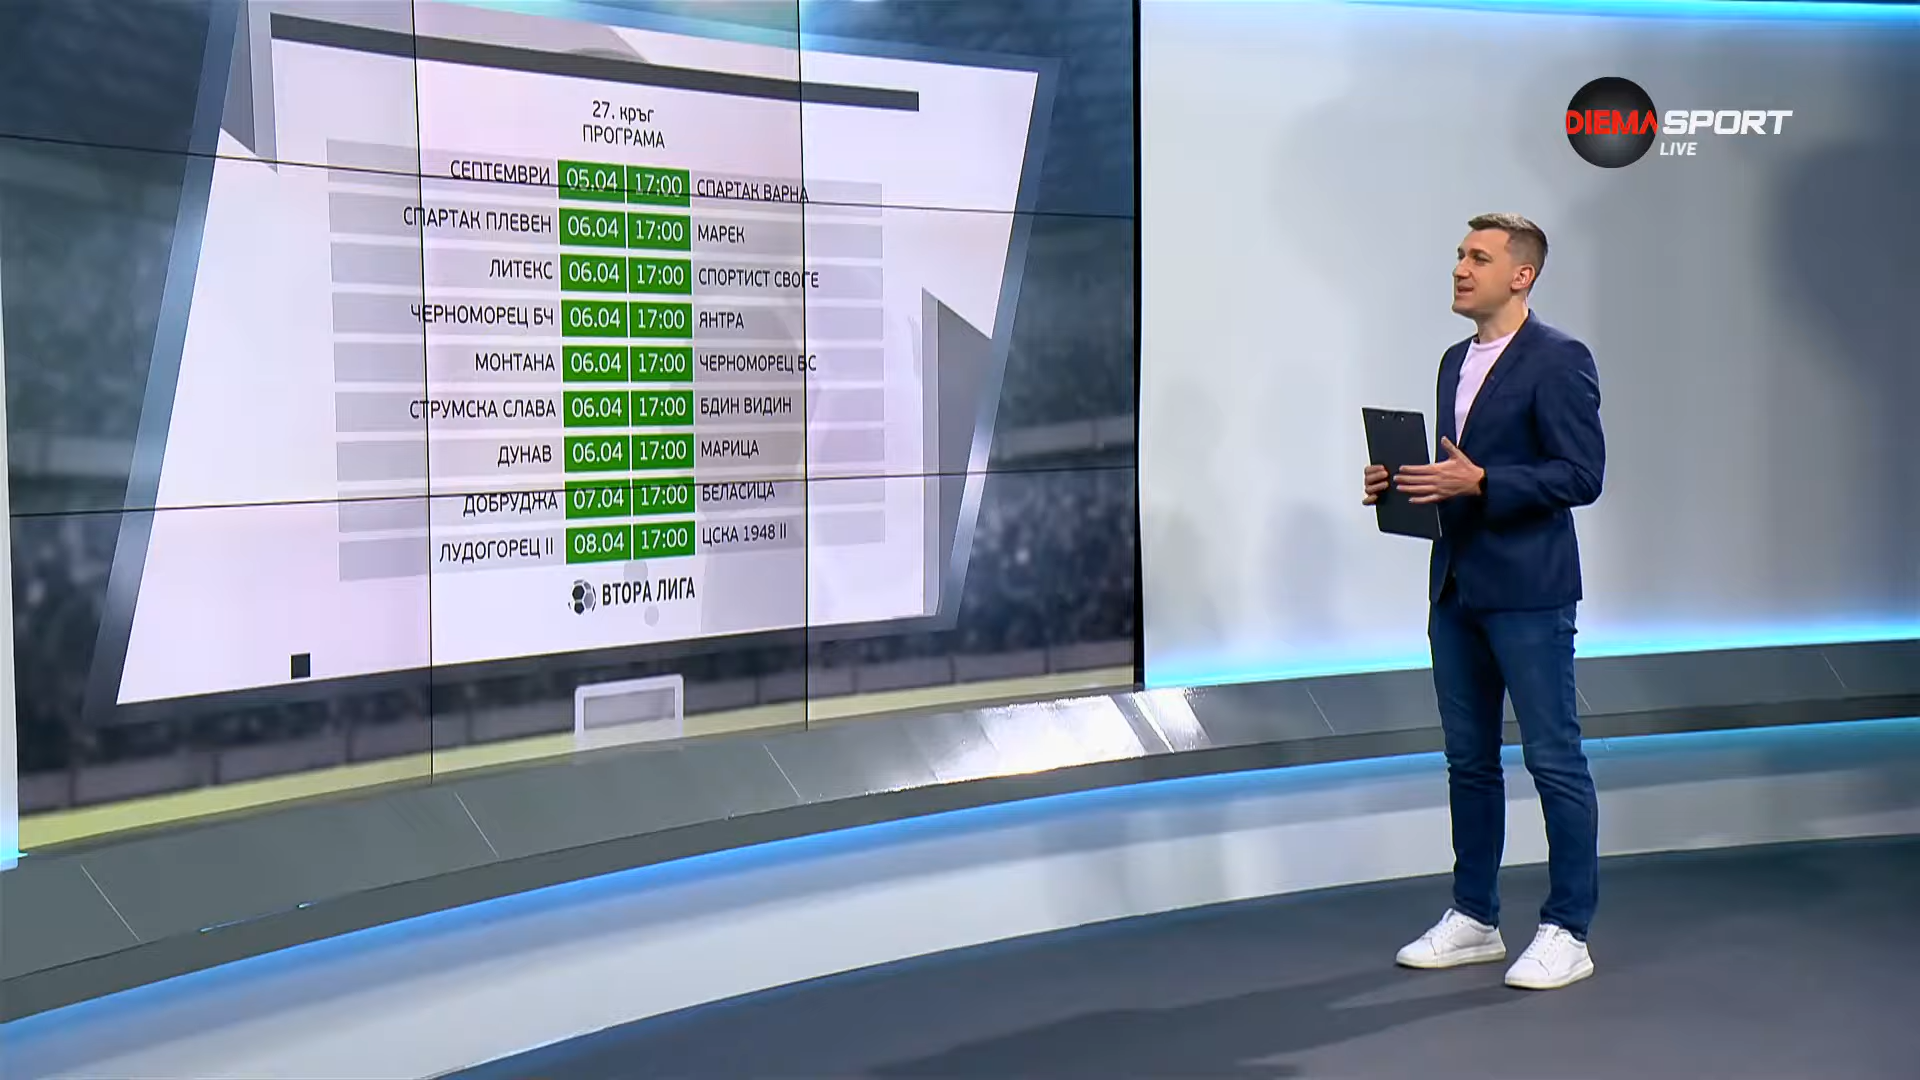 27. кръг
ПРОГРАМА
СЕПТЕМВРИ 05.04 17:00 СПАРТАК ВАРНА
СПАРТАК ПЛЕВЕН 06.04 17:00 МАРЕК
ЛИТЕКС 06.04 17:00 СПОРТИСТ СВОГЕ
ЧЕРНОМОРЕЦ БЧ 06.04 17:00 ЯНТРА
МОНТАНА 06.04 17:00 ЧЕРНОМОРЕЦ БС
СТРУМСКА СЛАВА 06.04 17:00 БДИН ВИДИН
ДУНАВ 06.04 17:00 МАРИЦА
ДОБРУДЖА 07.04 17:00 БЕЛАСИЦА
ЛУДОГОРЕЦ II 08.04 17:00 ЦСКА 1948 II
ВТОРА ЛИГА
DIEMA SPORT
LIVE